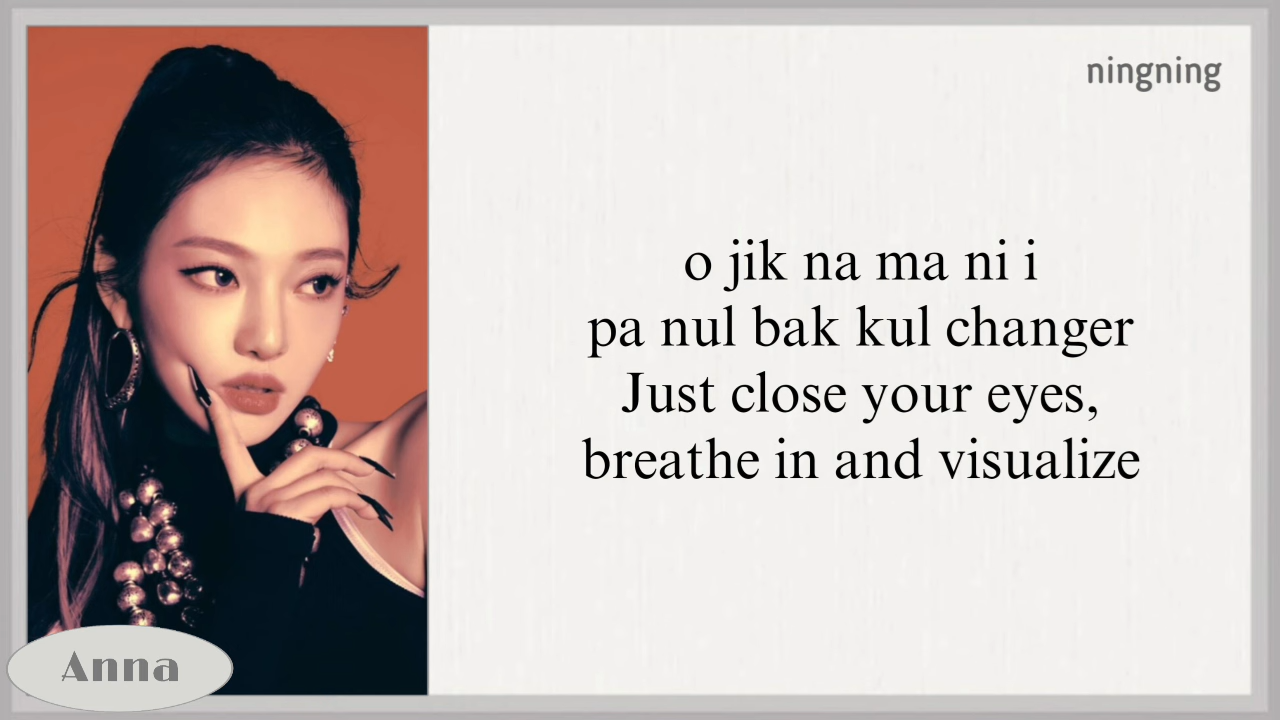 ningning
o jik na ma ni i
pa nul bak kul changer
Just close your eyes,
breathe in and visualize
Anna